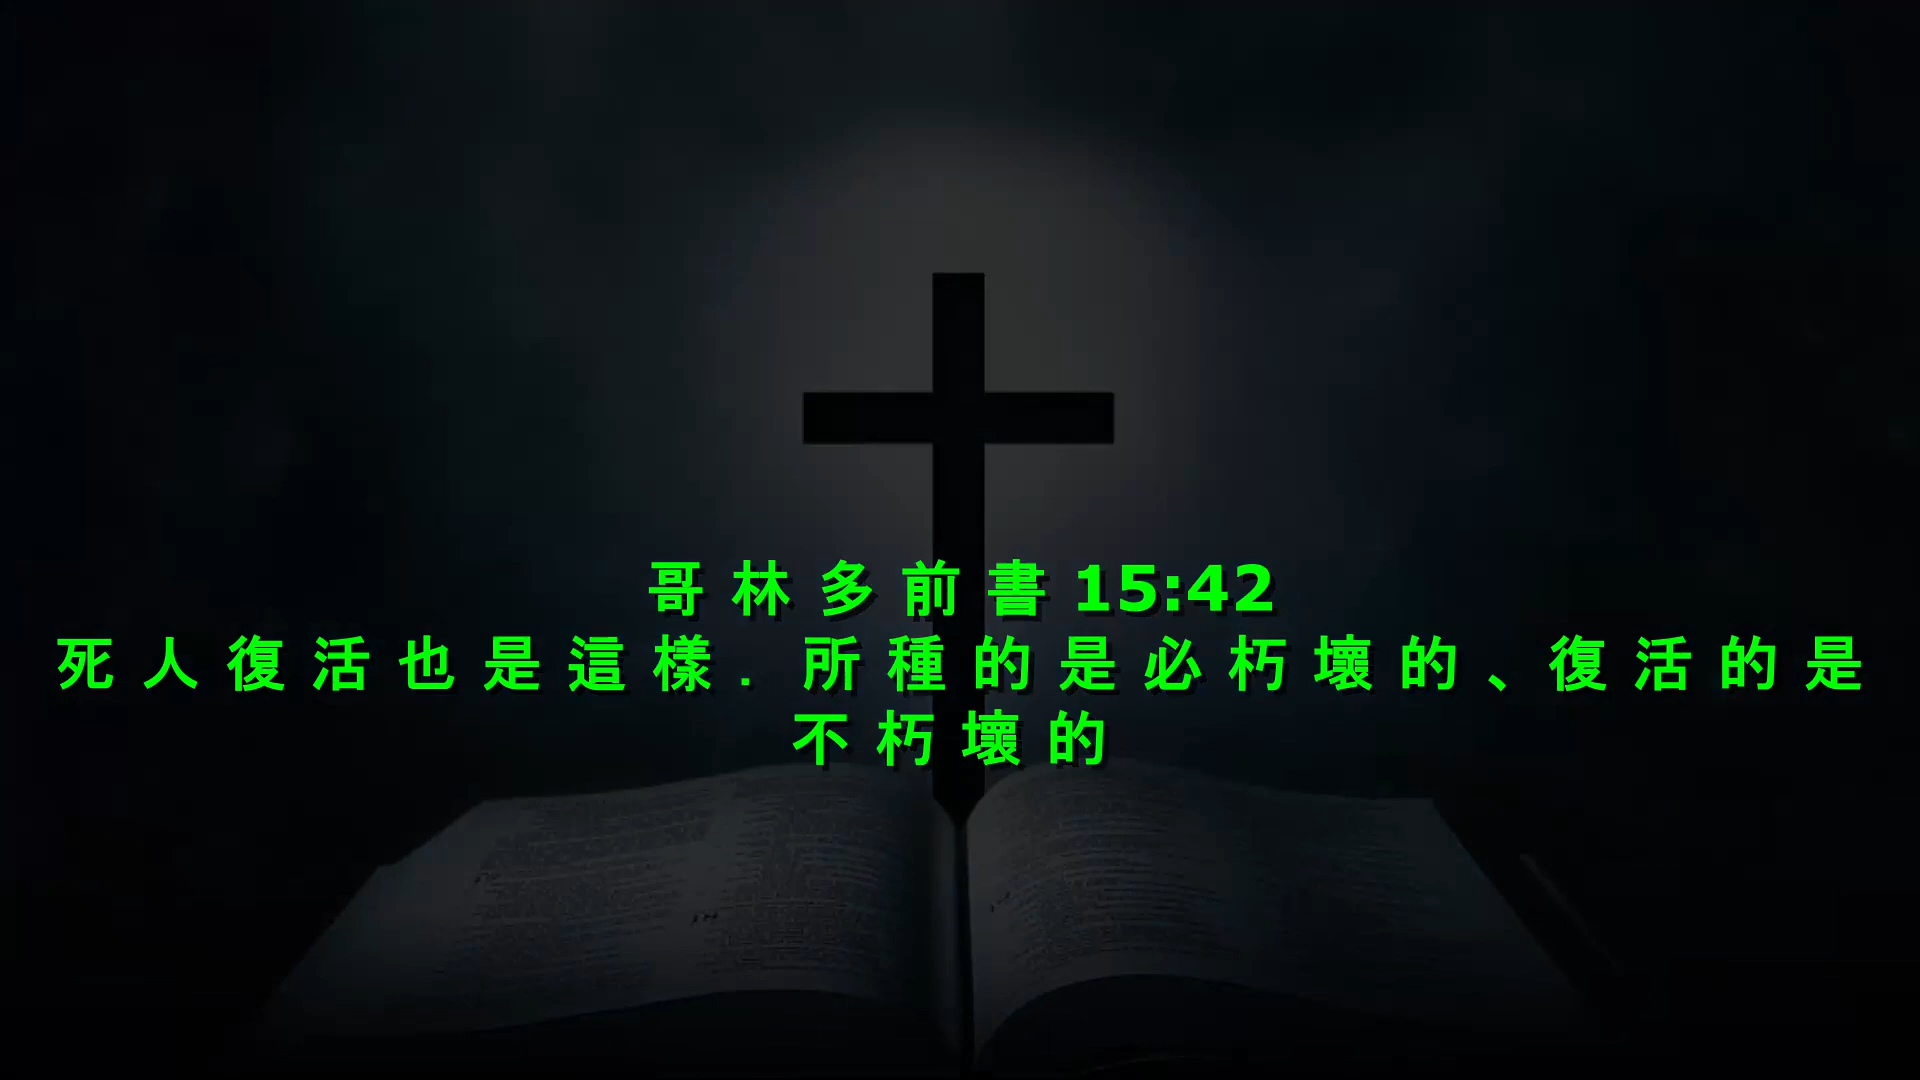 哥 林 多 前 書 15:42
死 人 復 活 也 是 這 樣 . 所 種 的 是 必 朽 壞 的 、復 活 的 是
不 朽 壞 的